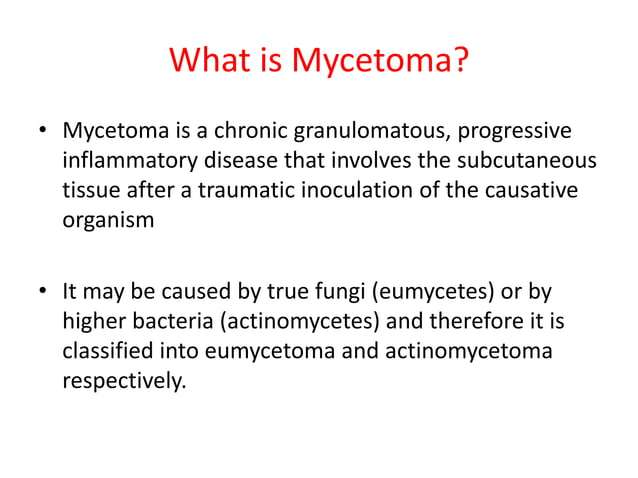 What is Mycetoma?
• Mycetoma is a chronic granulomatous, progressive
inflammatory disease that involves the subcutaneous
tissue after a traumatic inoculation of the causative
organism
• It may be caused by true fungi (eumycetes) or by
higher bacteria (actinomycetes) and therefore it is
classified into eumycetoma and actinomycetoma
respectively.